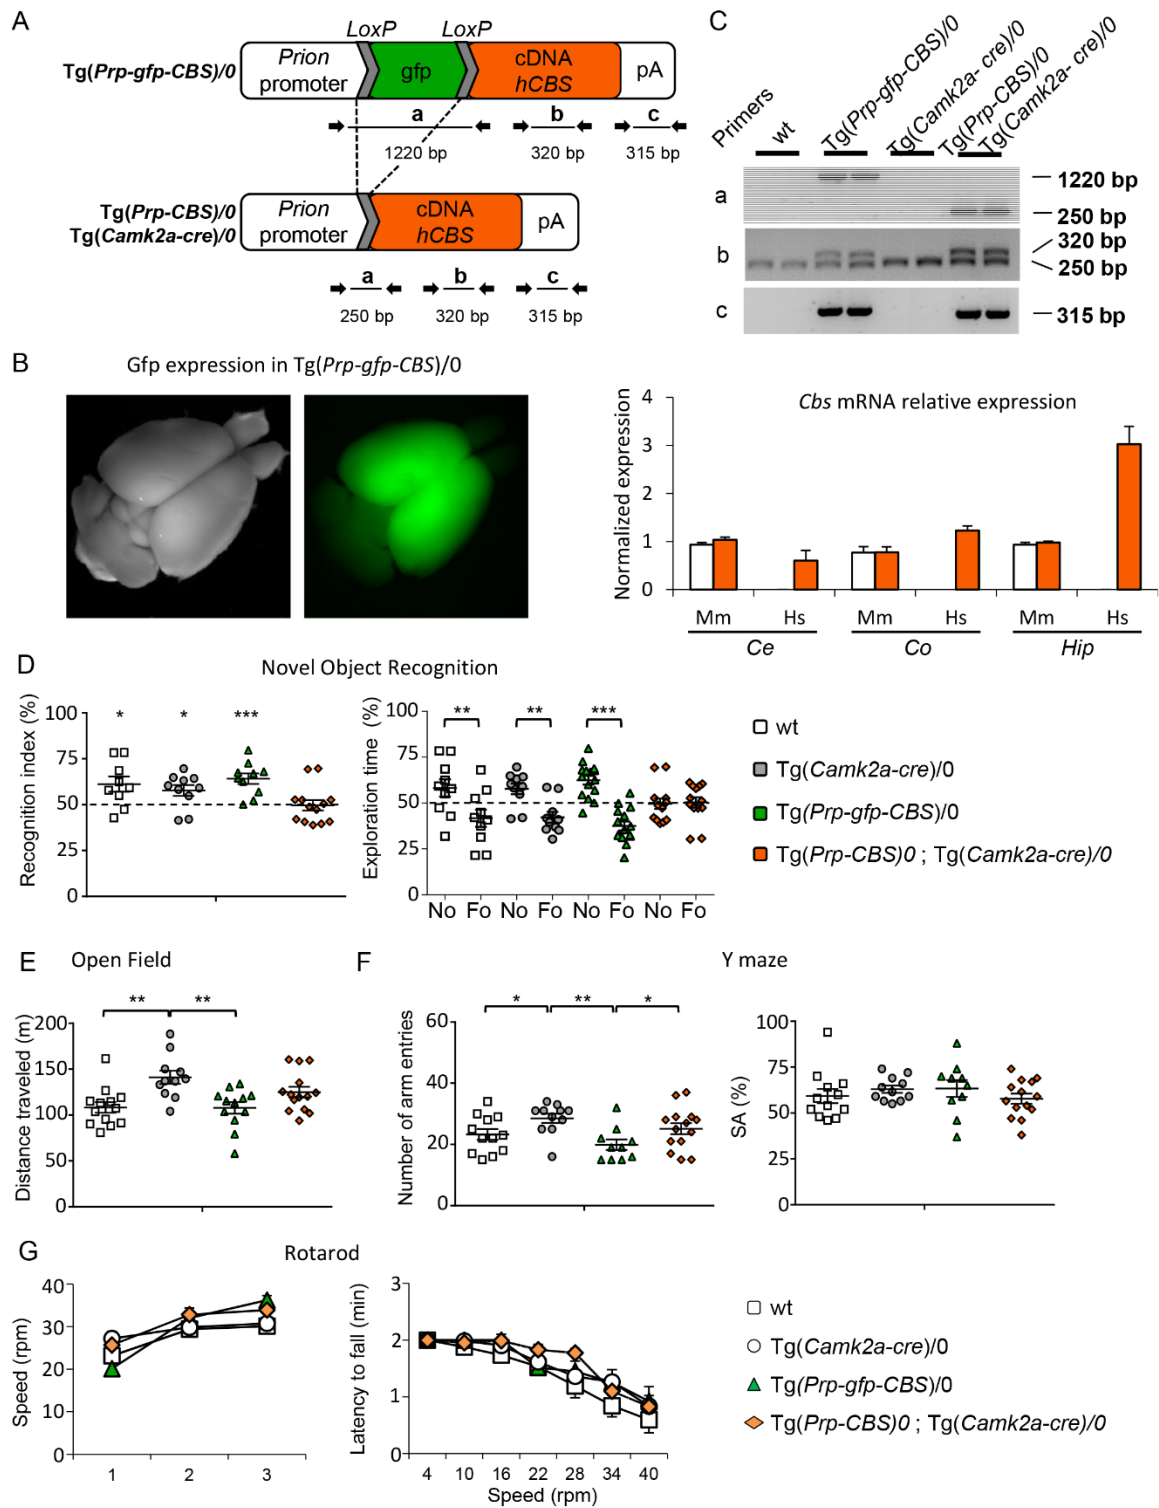 A
LoxP LoxP
Tg(Prp-gfp-CBS)/0
Prion promoter
gfp
cDNA hCBS
pA
a b c
1220 bp 320 bp 315 bp
Tg(Prp-CBS)/0
Tg(Camk2a-cre)/0
Prion promoter
cDNA hCBS
pA
a b c
250 bp 320 bp 315 bp
C
Primers
wt
Tg(Prp-gfp-CBS)/0
Tg(Camk2a- cre)/0
Tg(Prp-CBS)/0
Tg(Camk2a- cre)/0
a
1220 bp
250 bp
b
320 bp
250 bp
c
315 bp
B
Gfp expression in Tg(Prp-gfp-CBS)/0
Cbs mRNA relative expression
Normalized expression
4
3
2
1
0
Mm Hs Mm Hs Mm Hs
Ce Co Hip
D
Novel Object Recognition
Recognition index (%)
100
75
50
25
0
* * ***
Exploration time (%)
100
75
50
25
0
** ** ***
No Fo No Fo No Fo No Fo
wt
Tg(Camk2a-cre)/0
Tg(Prp-gfp-CBS)/0
Tg(Prp-CBS)0 ; Tg(Camk2a-cre)/0
E
Open Field
Distance traveled (m)
200
150
100
50
0
** **
F
Y maze
Number of arm entries
60
40
20
0
* ** *
SA (%)
100
75
50
25
0
G
Rotarod
Speed (rpm)
40
30
20
10
0
1 2 3
Latency to fall (min)
3
2
1
0
4 10 16 22 28 34 40
Speed (rpm)
wt
Tg(Camk2a-cre)/0
Tg(Prp-gfp-CBS)/0
Tg(Prp-CBS)0 ; Tg(Camk2a-cre)/0